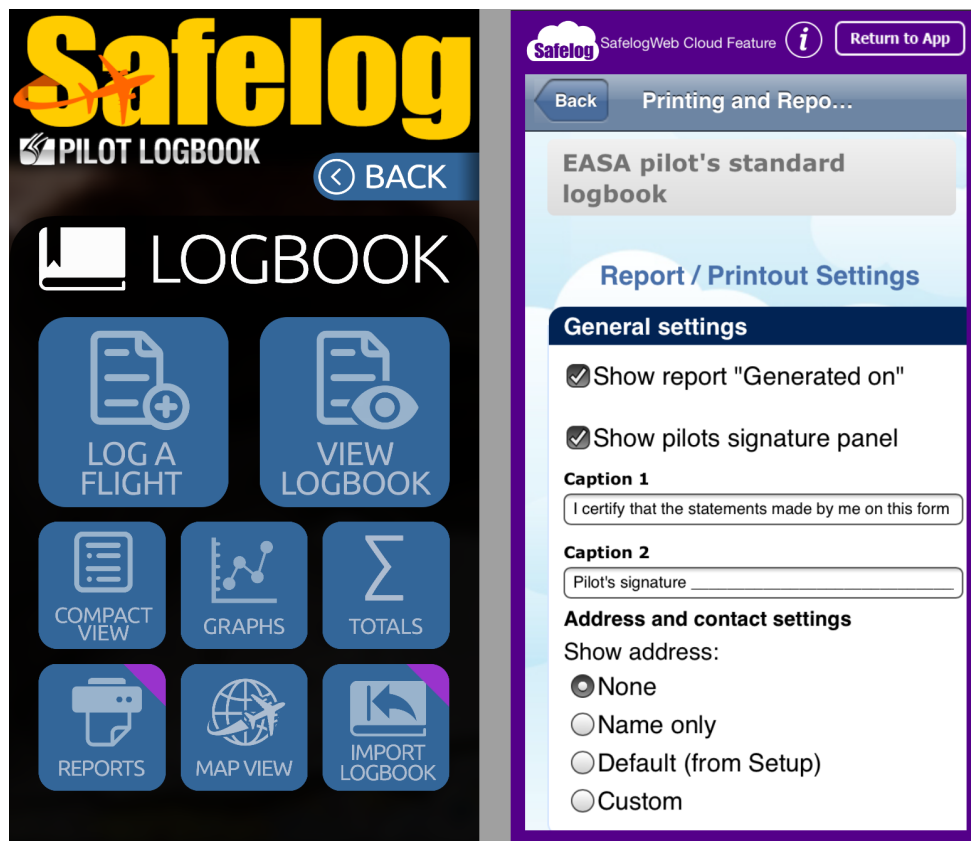 Safelog
PILOT LOGBOOK
BACK
LOGBOOK
LOG A
FLIGHT
VIEW
LOGBOOK
COMPACT
VIEW
GRAPHS
TOTALS
REPORTS
MAP VIEW
IMPORT
LOGBOOK
Safelog
SafelogWeb Cloud Feature
i
Return to App
Back
Printing and Repo...
EASA pilot's standard
logbook
Report / Printout Settings
General settings
Show report "Generated on"
Show pilots signature panel
Caption 1
I certify that the statements made by me on this form
Caption 2
Pilot's signature ______________________________
Address and contact settings
Show address:
None
Name only
Default (from Setup)
Custom